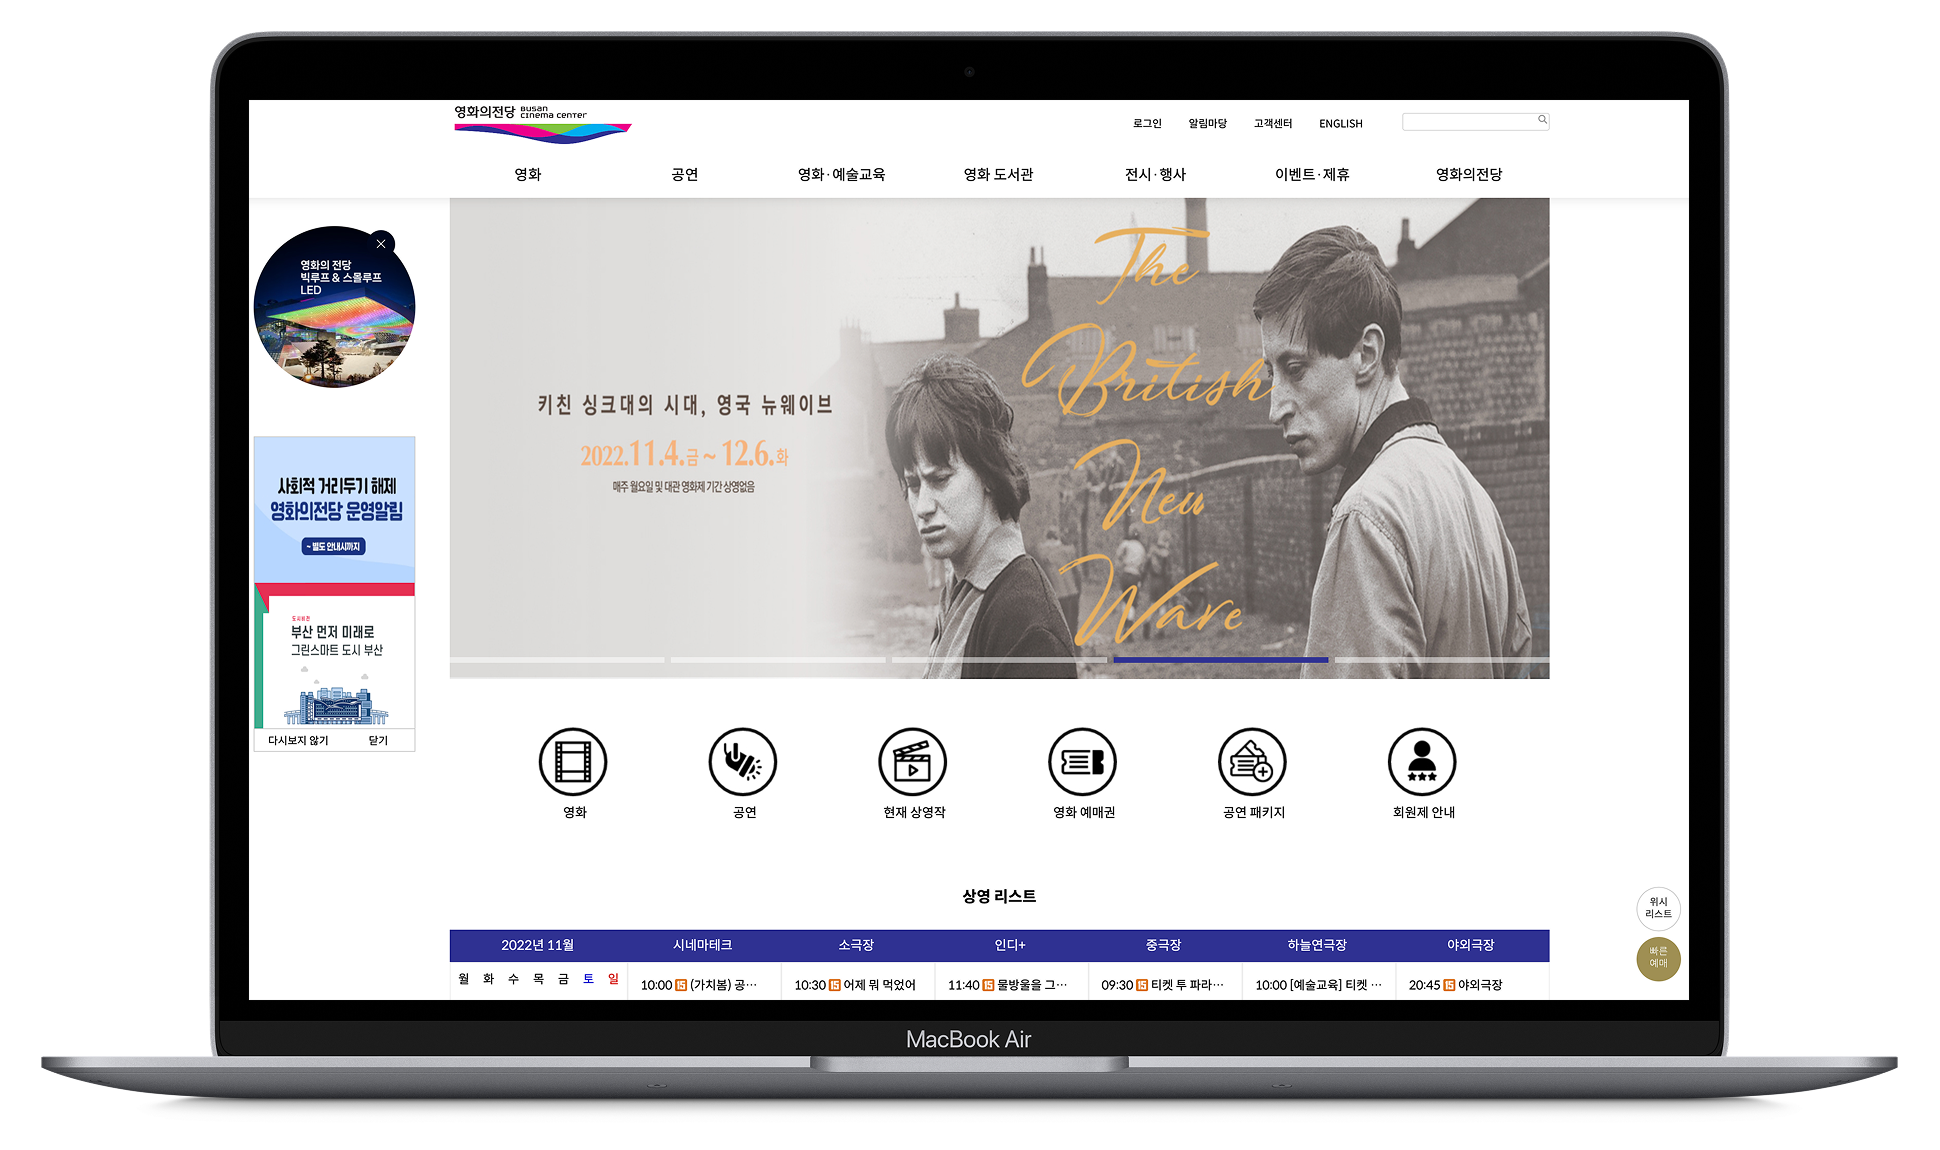 영화의전당 Busan
cinema center
로그인 알림마당 고객센터 ENGLISH
영화 공연 영화·예술교육 영화 도서관 전시·행사 이벤트·제휴 영화의전당
영화의 전당
빅루프 & 스몰루프
LED
사회적 거리두기 해제
영화의전당 운영알림
~ 별도 안내시까지
도시비전
부산 먼저 미래로
그린스마트 도시 부산
다시보지 않기 닫기
키친 싱크대의 시대, 영국 뉴웨이브
2022.11.4.금 ~ 12.6.화
매주 월요일 및 대관 영화제 기간 상영없음
The
British
New
Ware
영화 공연 현재 상영작 영화 예매권 공연 패키지 회원제 안내
상영 리스트
위시
리스트
빠른
예매
2022년 11월 시네마테크 소극장 인디+ 중극장 하늘연극장 야외극장
월 화 수 목 금 토 일
10:00 15 (가치봄) 공… 10:30 15 어제 뭐 먹었어 11:40 15 물방울을 그… 09:30 15 티켓 투 파라… 10:00 [예술교육] 티켓 … 20:45 15 야외극장
MacBook Air